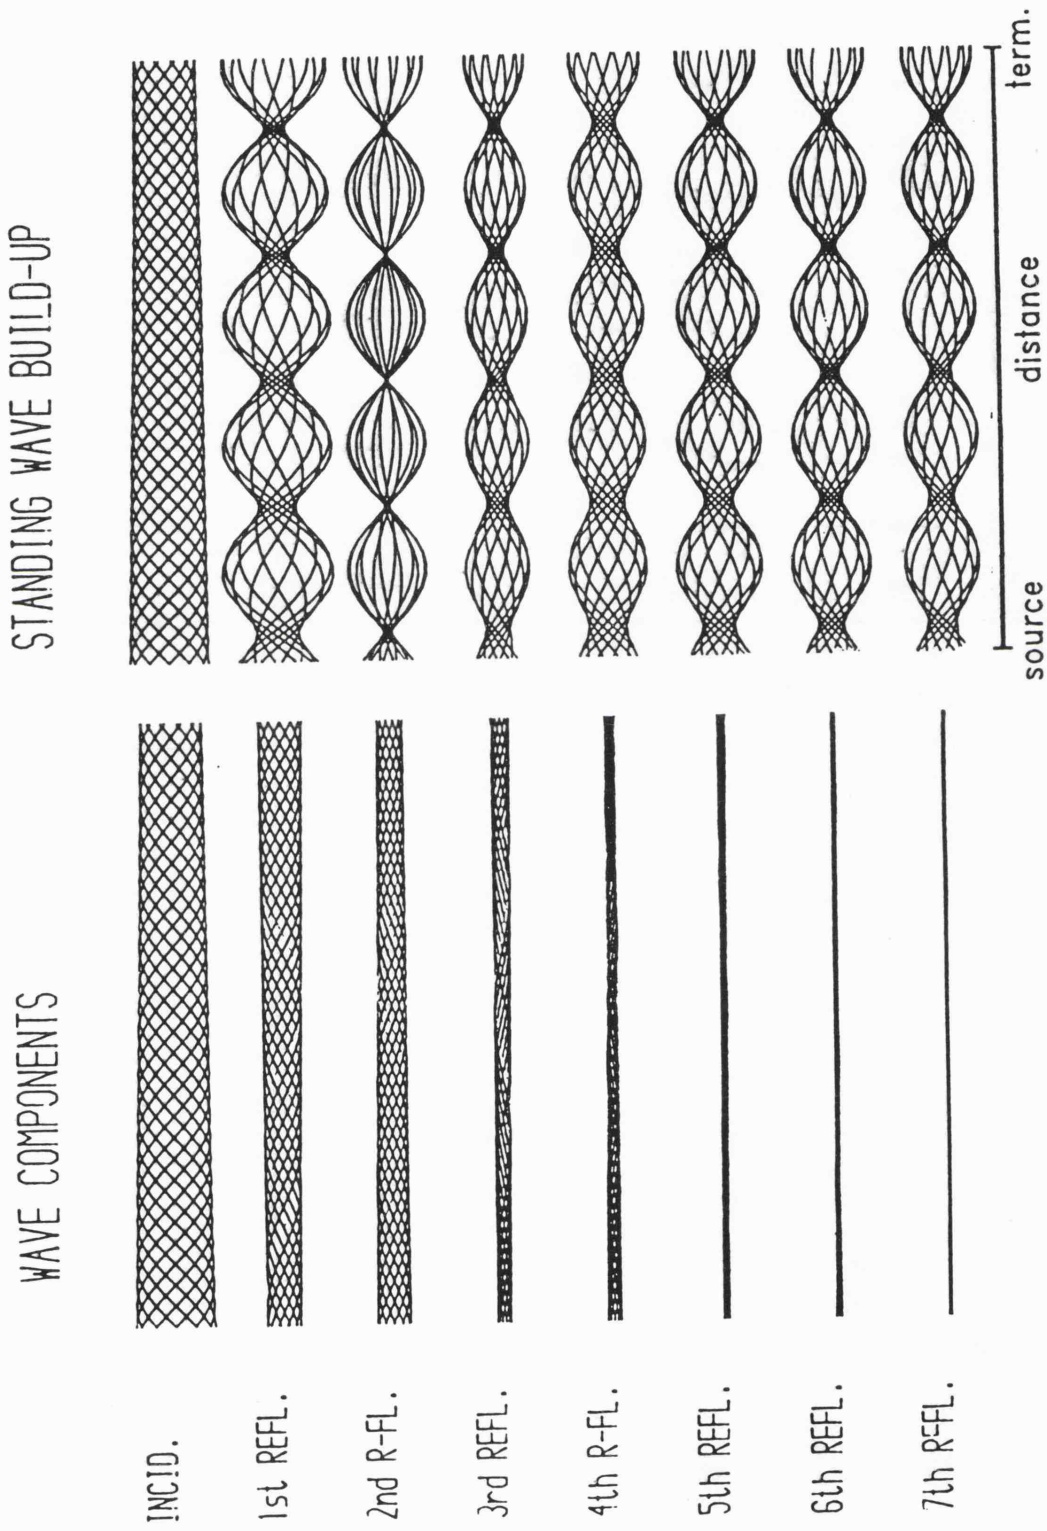 WAVE COMPONENTS
STANDING WAVE BUILD-UP
INCID.
1st REFL.
2nd R-FL.
3rd REFL.
4th R-FL.
5th REFL.
6th REFL.
7th R=FL.
source
distance
term.